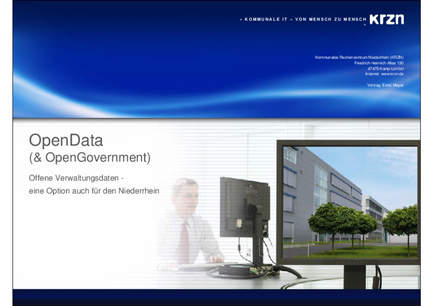 » KOMMUNALE IT – VON MENSCH ZU MENSCH
krzn
Kommunales Rechenzentrum Niederrhein (KRZN)
Friedrich-Heinrich-Allee 130
47475 Kamp-Lintfort
Internet: www.krzn.de
Vortrag: Ernst Mayer
OpenData
(& OpenGovernment)
Offene Verwaltungsdaten -
eine Option auch für den Niederrhein